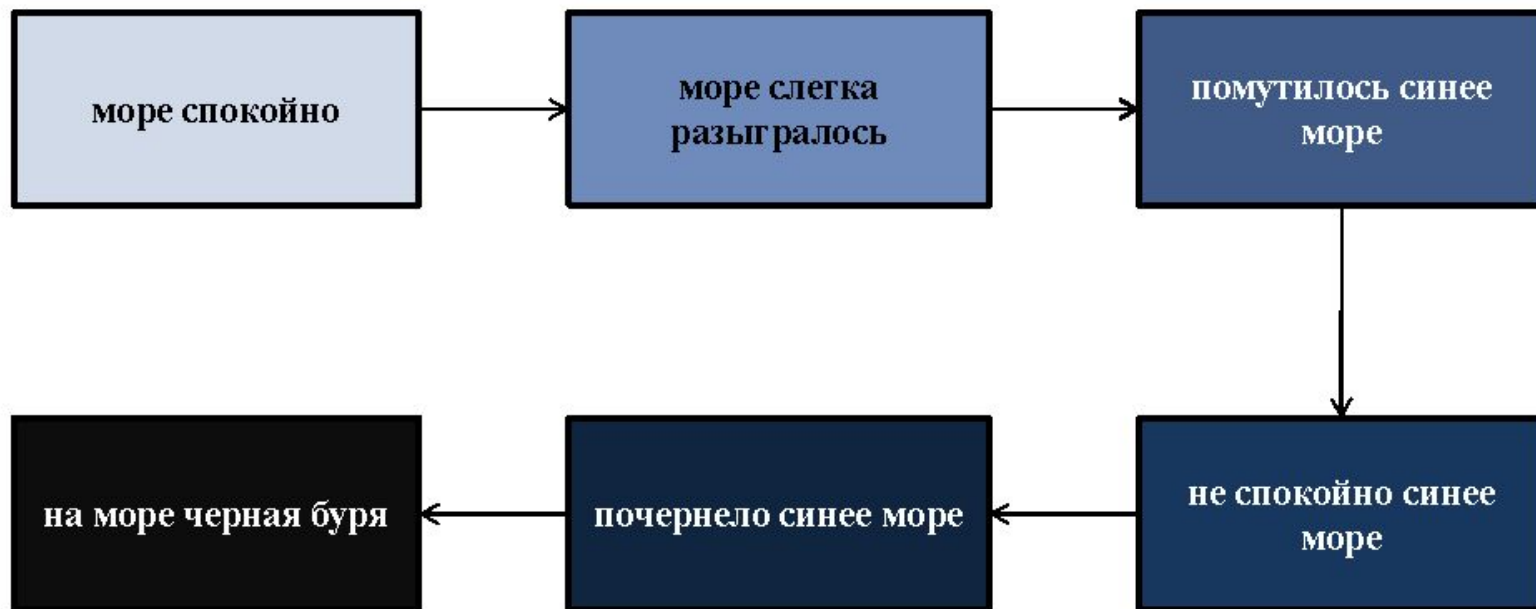 море спокойно
море слегка
разыгралось
помутилось синее
море
не спокойно синее
море
почернело синее море
на море черная буря